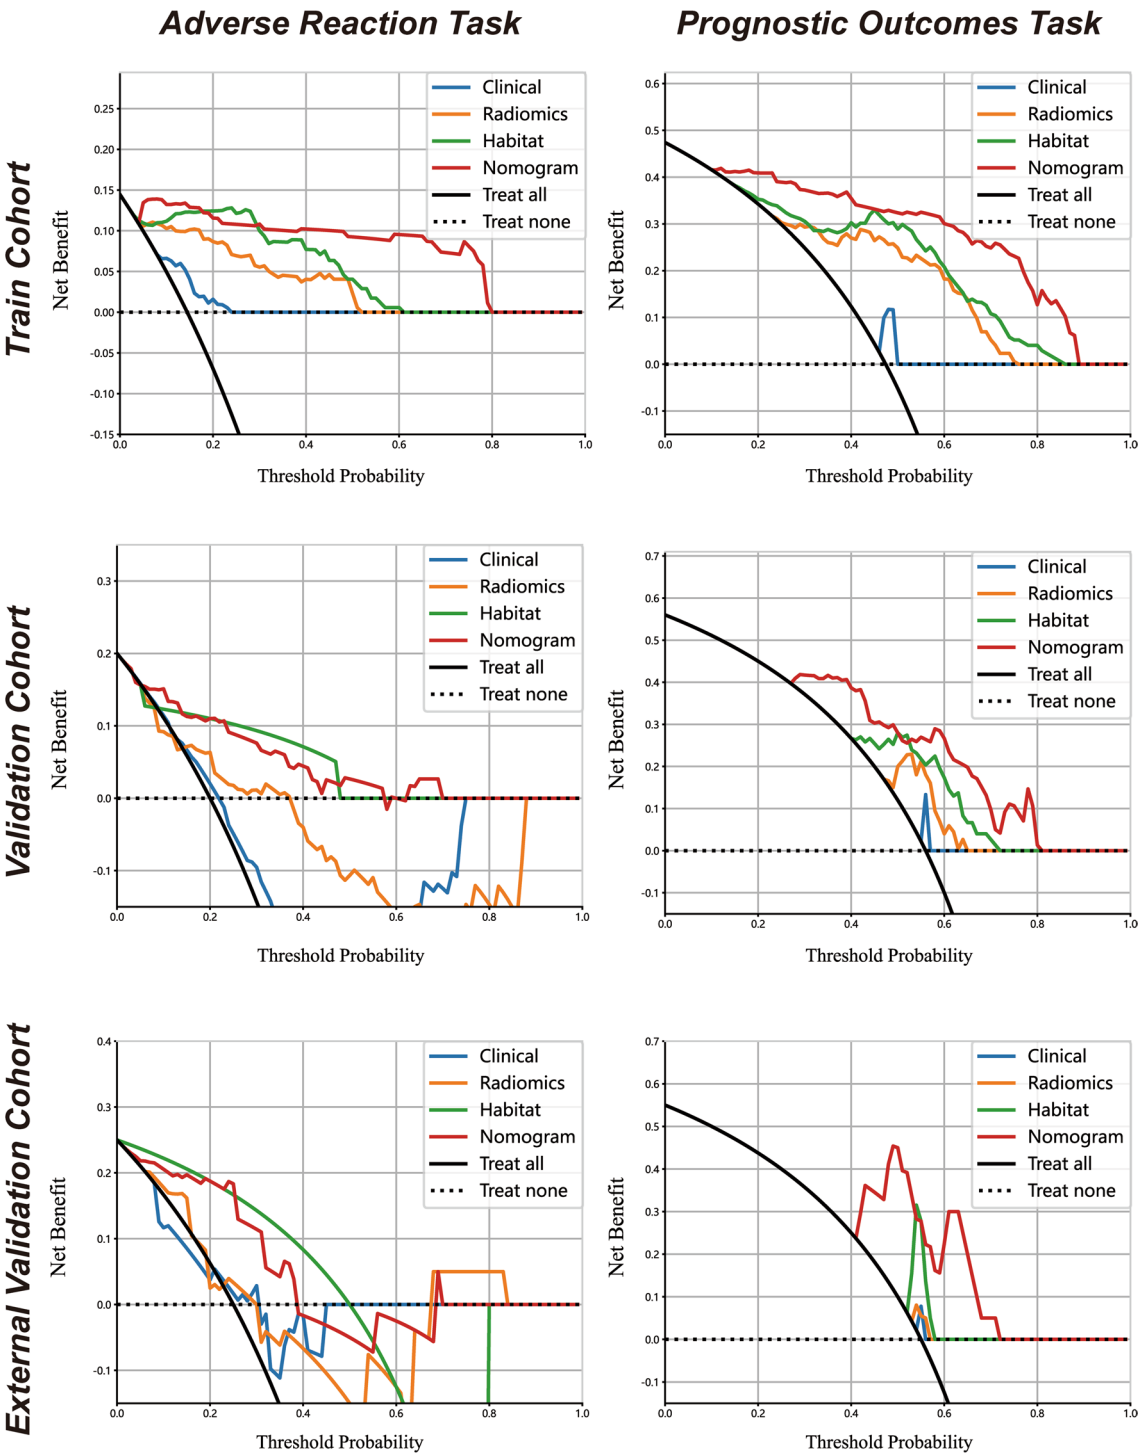 Adverse Reaction Task
Prognostic Outcomes Task
Train Cohort
Net Benefit
0.25
0.20
0.15
0.10
0.05
0.00
-0.05
-0.10
-0.15
0.0 0.2 0.4 0.6 0.8 1.0
Threshold Probability
Clinical
Radiomics
Habitat
Nomogram
Treat all
Treat none
Net Benefit
0.6
0.5
0.4
0.3
0.2
0.1
0.0
-0.1
0.0 0.2 0.4 0.6 0.8 1.0
Threshold Probability
Clinical
Radiomics
Habitat
Nomogram
Treat all
Treat none
Validation Cohort
Net Benefit
0.3
0.2
0.1
0.0
-0.1
0.0 0.2 0.4 0.6 0.8 1.0
Threshold Probability
Clinical
Radiomics
Habitat
Nomogram
Treat all
Treat none
Net Benefit
0.7
0.6
0.5
0.4
0.3
0.2
0.1
0.0
-0.1
0.0 0.2 0.4 0.6 0.8 1.0
Threshold Probability
Clinical
Radiomics
Habitat
Nomogram
Treat all
Treat none
External Validation Cohort
Net Benefit
0.4
0.3
0.2
0.1
0.0
-0.1
0.0 0.2 0.4 0.6 0.8 1.0
Threshold Probability
Clinical
Radiomics
Habitat
Nomogram
Treat all
Treat none
Net Benefit
0.7
0.6
0.5
0.4
0.3
0.2
0.1
0.0
-0.1
0.0 0.2 0.4 0.6 0.8 1.0
Threshold Probability
Clinical
Radiomics
Habitat
Nomogram
Treat all
Treat none